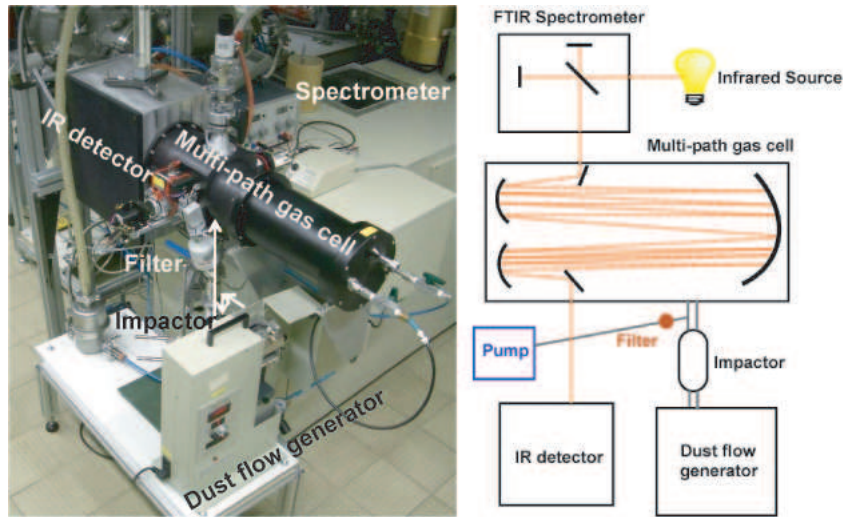 Spectrometer
IR detector
Multi-path gas cell
Filter
Impactor
Dust flow generator
FTIR Spectrometer
Infrared Source
Multi-path gas cell
Pump
Filter
Impactor
IR detector
Dust flow
generator